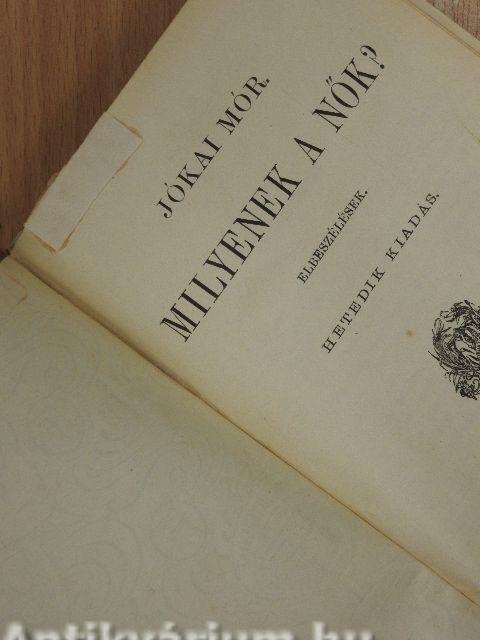 JÓKAI MÓR.
MILYENEK A NŐK?
ELBESZÉLÉSEK.
HETEDIK KIADÁS.
Antikvárium.hu